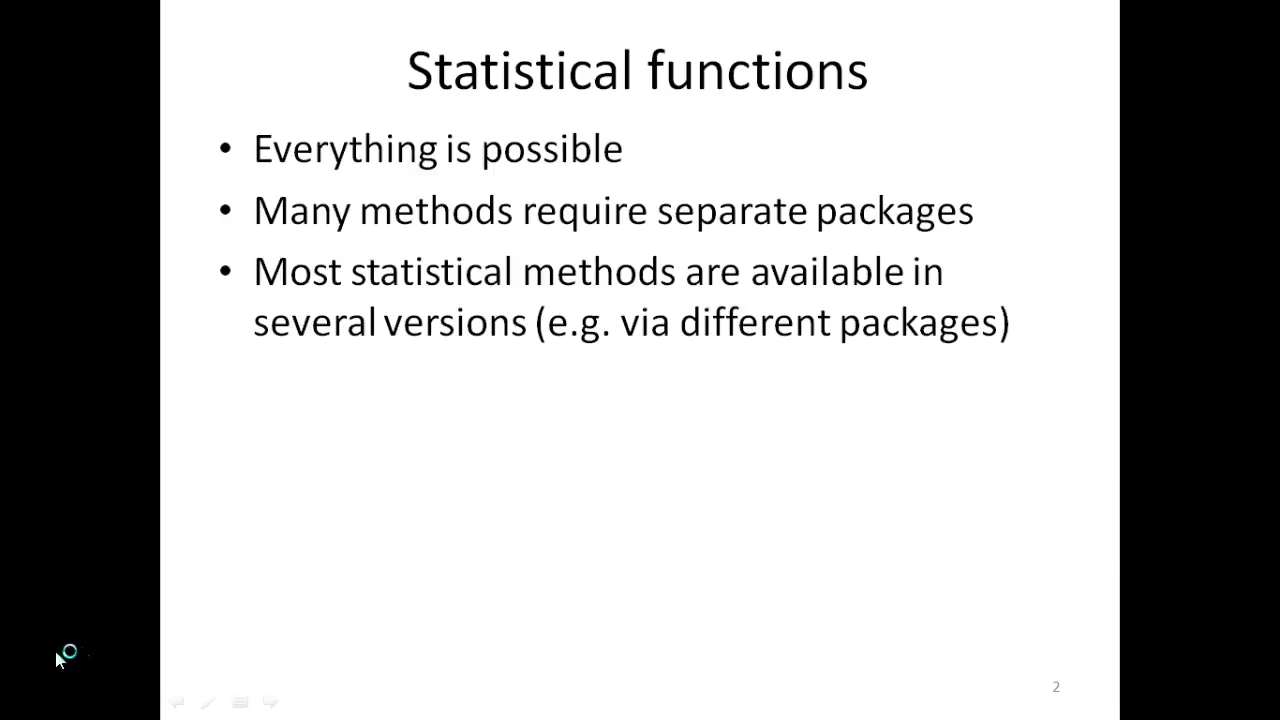 Statistical functions
• Everything is possible
• Many methods require separate packages
• Most statistical methods are available in
several versions (e.g. via different packages)
2